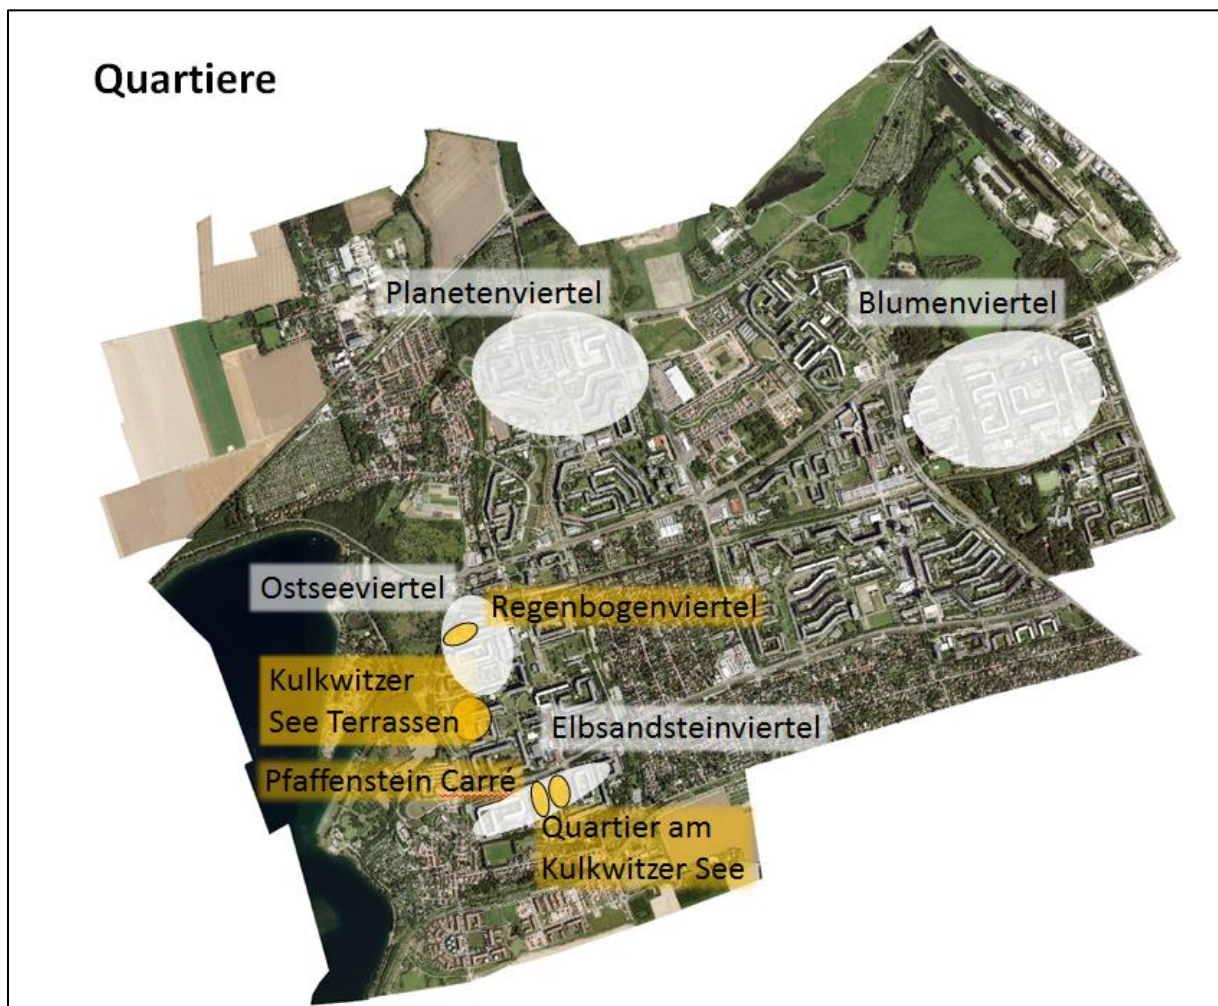 Quartiere
Planetenviertel
Blumenviertel
Ostseeviertel
Regenbogenviertel
Kulkwitzer
See Terrassen
Elbsandsteinviertel
Pfaffenstein Carré
Quartier am
Kulkwitzer See